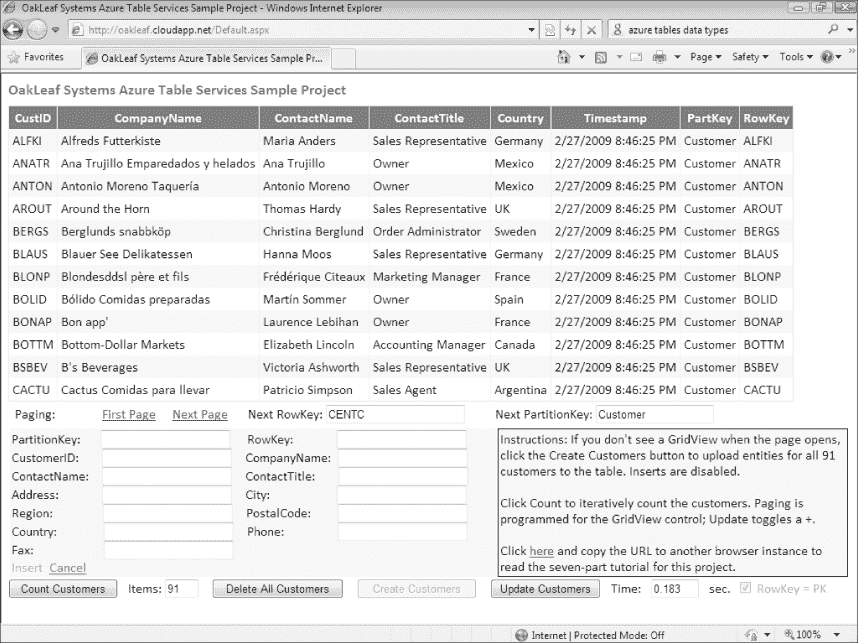 OakLeaf Systems Azure Table Services Sample Project - Windows Internet Explorer
http://oakleaf.cloudapp.net/Default.aspx
azure tables data types
Favorites
OakLeaf Systems Azure Table Services Sample Pr...
Page
Safety
Tools
OakLeaf Systems Azure Table Services Sample Project
CustID CompanyName ContactName ContactTitle Country Timestamp PartKey RowKey
ALFKI Alfreds Futterkiste Maria Anders Sales Representative Germany 2/27/2009 8:46:25 PM Customer ALFKI
ANATR Ana Trujillo Emparedados y helados Ana Trujillo Owner Mexico 2/27/2009 8:46:25 PM Customer ANATR
ANTON Antonio Moreno Taquería Antonio Moreno Owner Mexico 2/27/2009 8:46:25 PM Customer ANTON
AROUT Around the Horn Thomas Hardy Sales Representative UK 2/27/2009 8:46:25 PM Customer AROUT
BERGS Berglunds snabbköp Christina Berglund Order Administrator Sweden 2/27/2009 8:46:25 PM Customer BERGS
BLAUS Blauer See Delikatessen Hanna Moos Sales Representative Germany 2/27/2009 8:46:25 PM Customer BLAUS
BLONP Blondesddsl père et fils Frédérique Citeaux Marketing Manager France 2/27/2009 8:46:25 PM Customer BLONP
BOLID Bólido Comidas preparadas Martín Sommer Owner Spain 2/27/2009 8:46:25 PM Customer BOLID
BONAP Bon app' Laurence Lebihan Owner France 2/27/2009 8:46:25 PM Customer BONAP
BOTTM Bottom-Dollar Markets Elizabeth Lincoln Accounting Manager Canada 2/27/2009 8:46:25 PM Customer BOTTM
BSBEV B's Beverages Victoria Ashworth Sales Representative UK 2/27/2009 8:46:25 PM Customer BSBEV
CACTU Cactus Comidas para llevar Patricio Simpson Sales Agent Argentina 2/27/2009 8:46:25 PM Customer CACTU
Paging: First Page Next Page Next RowKey: CENTC Next PartitionKey: Customer
PartitionKey: RowKey:
CustomerID: CompanyName:
ContactName: ContactTitle:
Address: City:
Region: PostalCode:
Country: Phone:
Fax:
Insert Cancel
Instructions: If you don't see a GridView when the page opens,
click the Create Customers button to upload entities for all 91
customers to the table. Inserts are disabled.
Click Count to iteratively count the customers. Paging is
programmed for the GridView control; Update toggles a +.
Click here and copy the URL to another browser instance to
read the seven-part tutorial for this project.
Count Customers Items: 91 Delete All Customers Create Customers Update Customers Time: 0.183 sec. RowKey = PK
Internet | Protected Mode: Off
100%